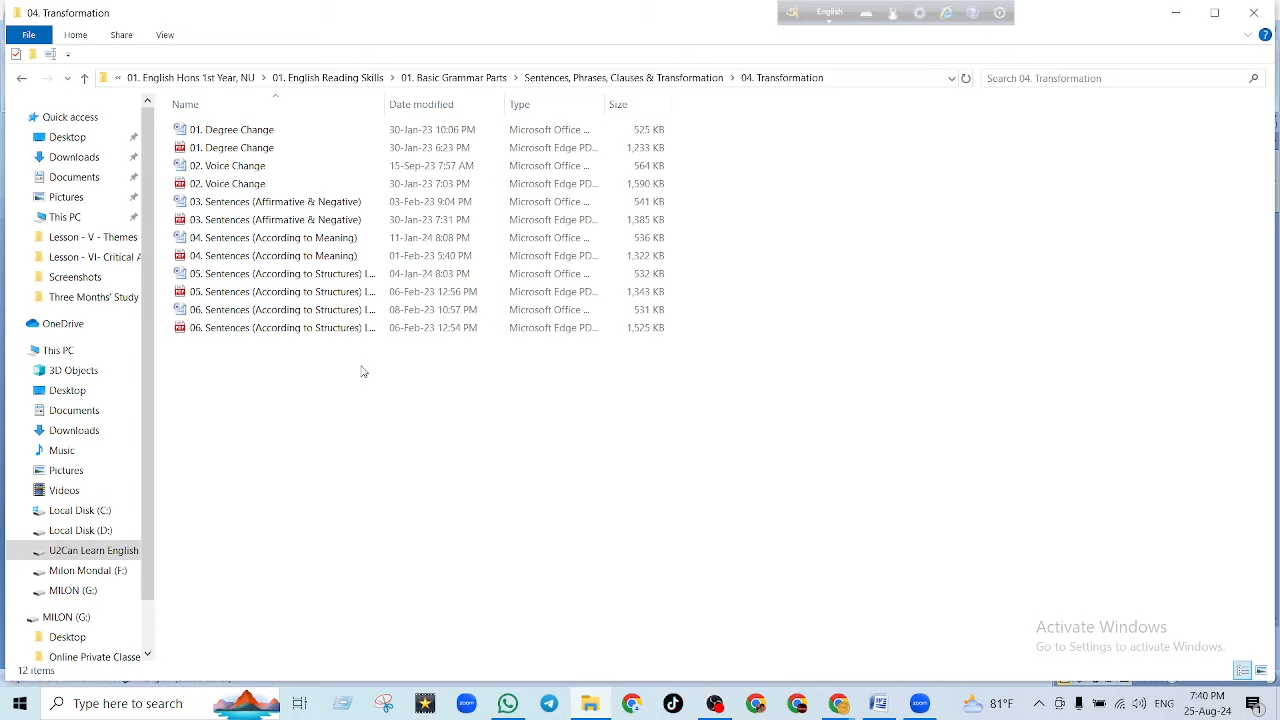 04. Transformation
English
File
Home
Share
View
« 01. English Hons 1st Year, NU > 01. English Reading Skills > 01. Basic Grammar Parts > Sentences, Phrases, Clauses & Transformation > 04. Transformation
Search 04. Transformation
Name
Date modified
Type
Size
01. Degree Change 30-Jan-23 10:06 PM Microsoft Office ... 525 KB
01. Degree Change 30-Jan-23 6:23 PM Microsoft Edge PD... 1,233 KB
02. Voice Change 15-Sep-23 7:57 AM Microsoft Office ... 564 KB
02. Voice Change 30-Jan-23 7:03 PM Microsoft Edge PD... 1,590 KB
03. Sentences (Affirmative & Negative) 03-Feb-23 9:04 PM Microsoft Office ... 541 KB
03. Sentences (Affirmative & Negative) 30-Jan-23 7:31 PM Microsoft Edge PD... 1,385 KB
04. Sentences (According to Meaning) 11-Jan-24 8:08 PM Microsoft Office ... 536 KB
04. Sentences (According to Meaning) 01-Feb-23 5:40 PM Microsoft Edge PD... 1,322 KB
05. Sentences (According to Structures) L... 04-Jan-24 8:03 PM Microsoft Office ... 532 KB
05. Sentences (According to Structures) L... 06-Feb-23 12:56 PM Microsoft Edge PD... 1,343 KB
06. Sentences (According to Structures) L... 08-Feb-23 10:57 PM Microsoft Office ... 531 KB
06. Sentences (According to Structures) L... 06-Feb-23 12:54 PM Microsoft Edge PD... 1,525 KB
Quick access
Desktop
Downloads
Documents
Pictures
This PC
Lesson - V - Themes
Lesson - VI- Critical A
Screenshots
Three Months' Study
OneDrive
This PC
3D Objects
Desktop
Documents
Downloads
Music
Pictures
Videos
Local Disk (C:)
Local Disk (D:)
U2Can Learn English
Milon Mondal (F:)
MILON (G:)
MILON (G:)
Desktop
Online Private Classe
12 items
Activate Windows
Go to Settings to activate Windows.
Type here to search
zoom
zoom
81°F
ENG
7:40 PM
25-Aug-24
1